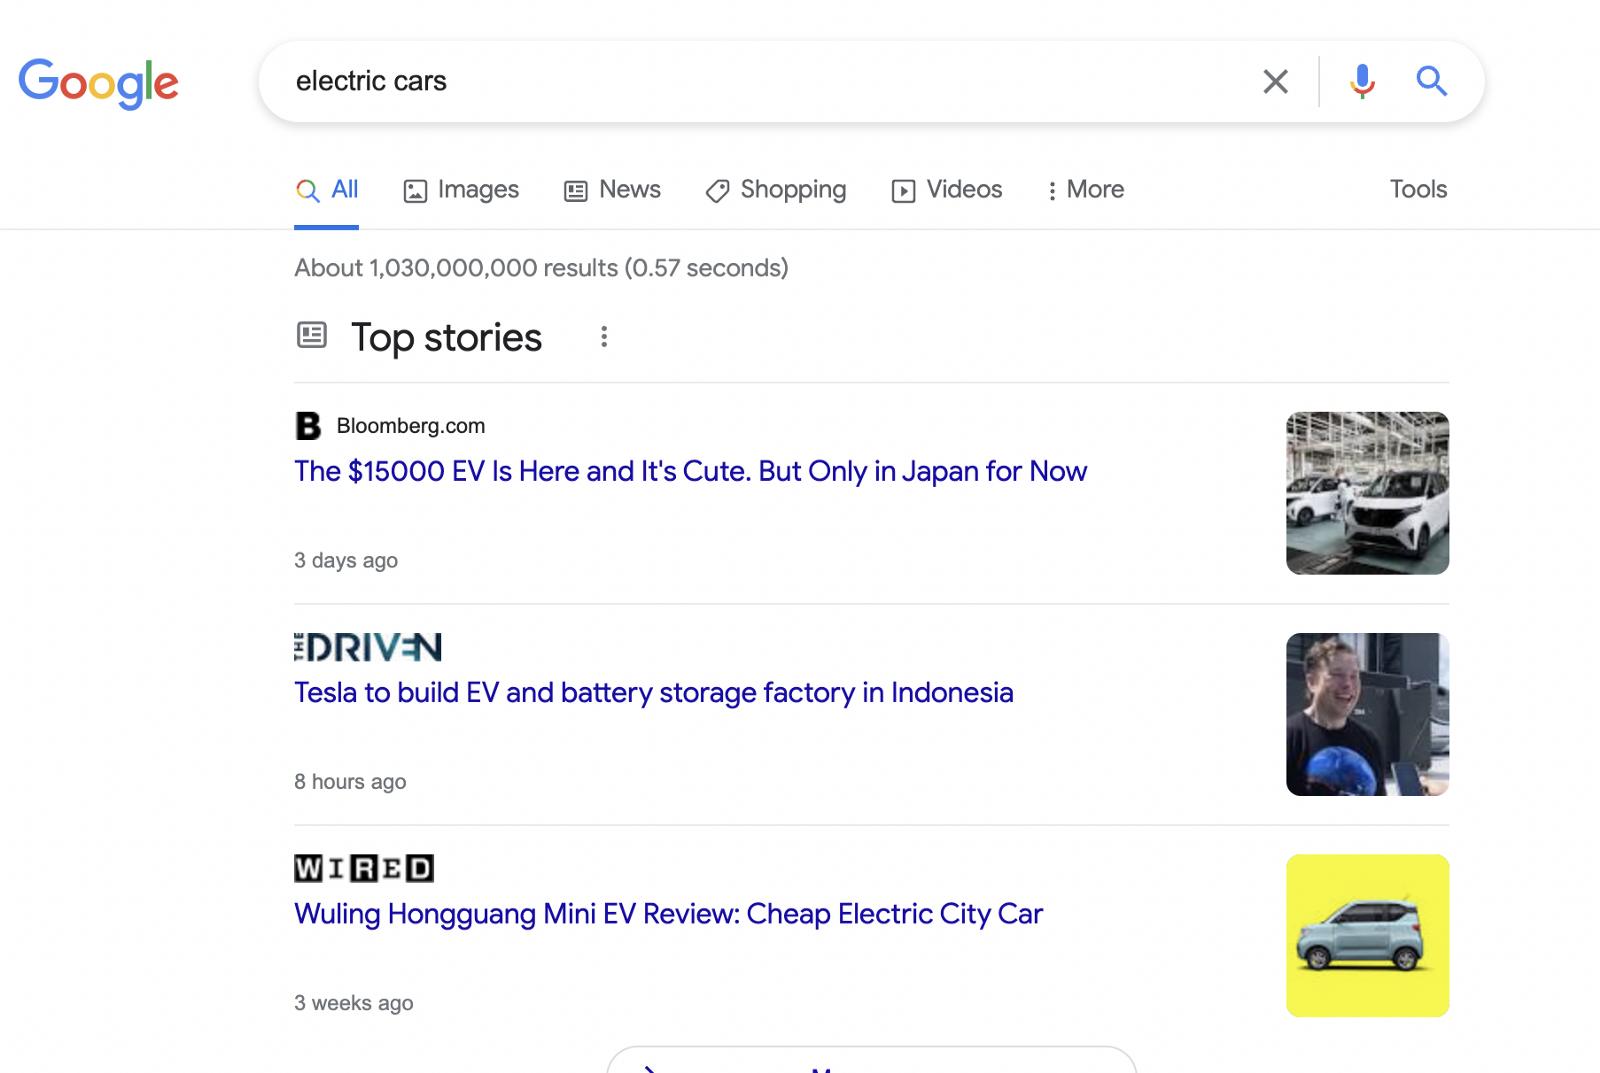 Google
electric cars
All Images News Shopping Videos More Tools
About 1,030,000,000 results (0.57 seconds)
Top stories
B Bloomberg.com
The $15000 EV Is Here and It's Cute. But Only in Japan for Now
3 days ago
THE DRIVEN
Tesla to build EV and battery storage factory in Indonesia
8 hours ago
WIRED
Wuling Hongguang Mini EV Review: Cheap Electric City Car
3 weeks ago